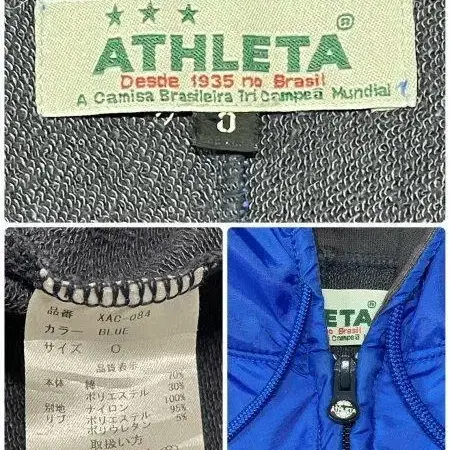 ATHLETA ®
Desde 1935 no Brasil
A Camisa Brasileira Tri Campeã Mundial
O
品番 XAC-084
カラー BLUE
サイズ O
品質表示
本体 綿 70%
ポリエステル 30%
別地 ナイロン 100%
リブ ポリエステル 95%
ポリウレタン 5%
取扱い方
ETA ®
no Brasil
Campeã
ATHLETA